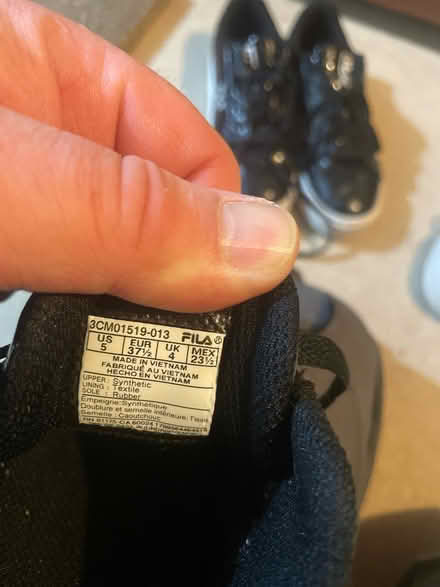 3CM01519-013 FILA®
US EUR UK MEX
5 37½ 4 23½
MADE IN VIETNAM
FABRIQUÉ AU VIETNAM
HECHO EN VIETNAM
UPPER: Synthetic
LINING: Textile
SOLE: Rubber
Empeigne: Synthétique
Doublure et semelle intérieure: Tissu
Semelle: Caoutchouc